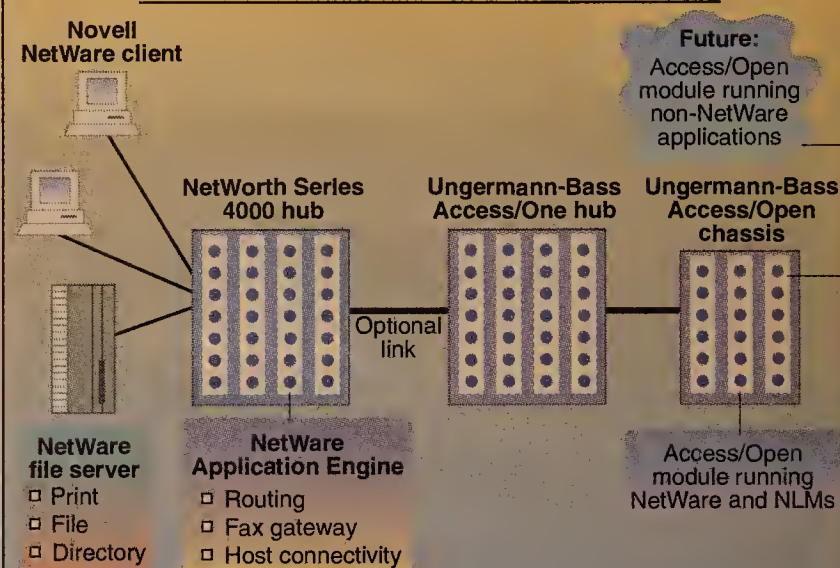 Novell
NetWare client
Future:
Access/Open
module running
non-NetWare
applications
NetWorth Series
4000 hub
Ungermann-Bass
Access/One hub
Ungermann-Bass
Access/Open
chassis
Optional
link
NetWare
file server
Print
File
Directory
NetWare
Application Engine
Routing
Fax gateway
Host connectivity
Access/Open
module running
NetWare and NLMs